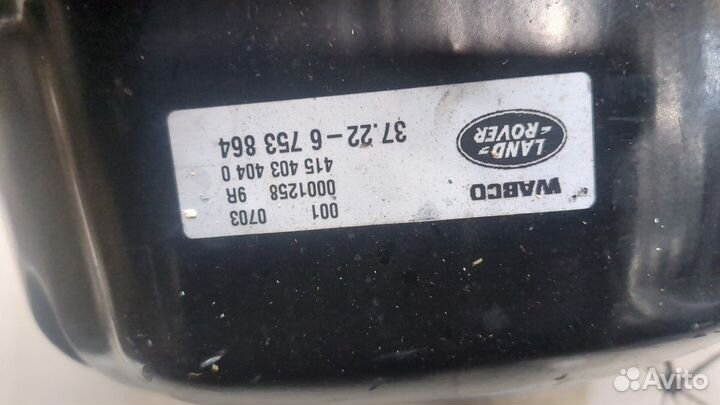 WABCO
001 0703
0001258 9R
415 403 404 0
LAND-
-ROVER
37.22-6 753 864
Avito